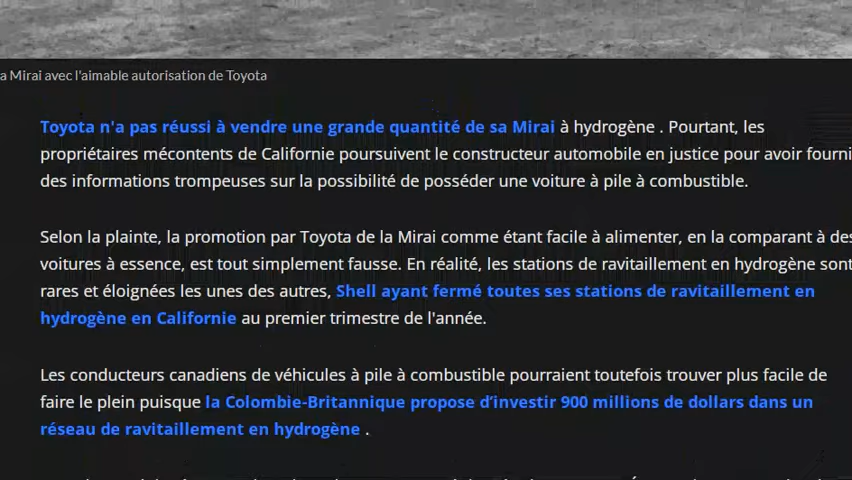 a Mirai avec l'aimable autorisation de Toyota
Toyota n'a pas réussi à vendre une grande quantité de sa Mirai à hydrogène . Pourtant, les
propriétaires mécontents de Californie poursuivent le constructeur automobile en justice pour avoir fourni
des informations trompeuses sur la possibilité de posséder une voiture à pile à combustible.
Selon la plainte, la promotion par Toyota de la Mirai comme étant facile à alimenter, en la comparant à des
voitures à essence, est tout simplement fausse. En réalité, les stations de ravitaillement en hydrogène sont
rares et éloignées les unes des autres, Shell ayant fermé toutes ses stations de ravitaillement en
hydrogène en Californie au premier trimestre de l'année.
Les conducteurs canadiens de véhicules à pile à combustible pourraient toutefois trouver plus facile de
faire le plein puisque la Colombie-Britannique propose d’investir 900 millions de dollars dans un
réseau de ravitaillement en hydrogène .